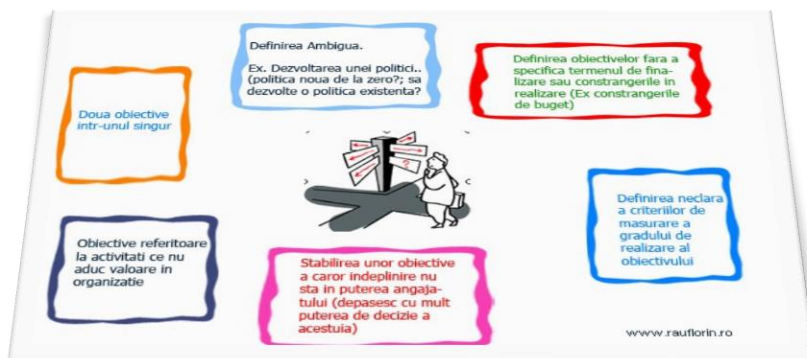 Definirea Ambigua.
Ex. Dezvoltarea unei politici..
(politica noua de la zero?; sa
dezvolte o politica existenta?
Definirea obiectivelor fara a
specifica termenul de fina-
lizare sau constrangerile in
realizare (Ex constrangerile
de buget)
Doua obiective
intr-unul singur
?
Definirea neclara
a criteriilor de
masurare a
gradului de
realizare al
obiectivului
Obiective referitoare
la activitati ce nu
aduc valoare in
organizatie
Stabilirea unor obiective
a caror indeplinire nu
sta in puterea angaja-
tului (depasesc cu mult
puterea de decizie a
acestuia)
www.rauflorin.ro